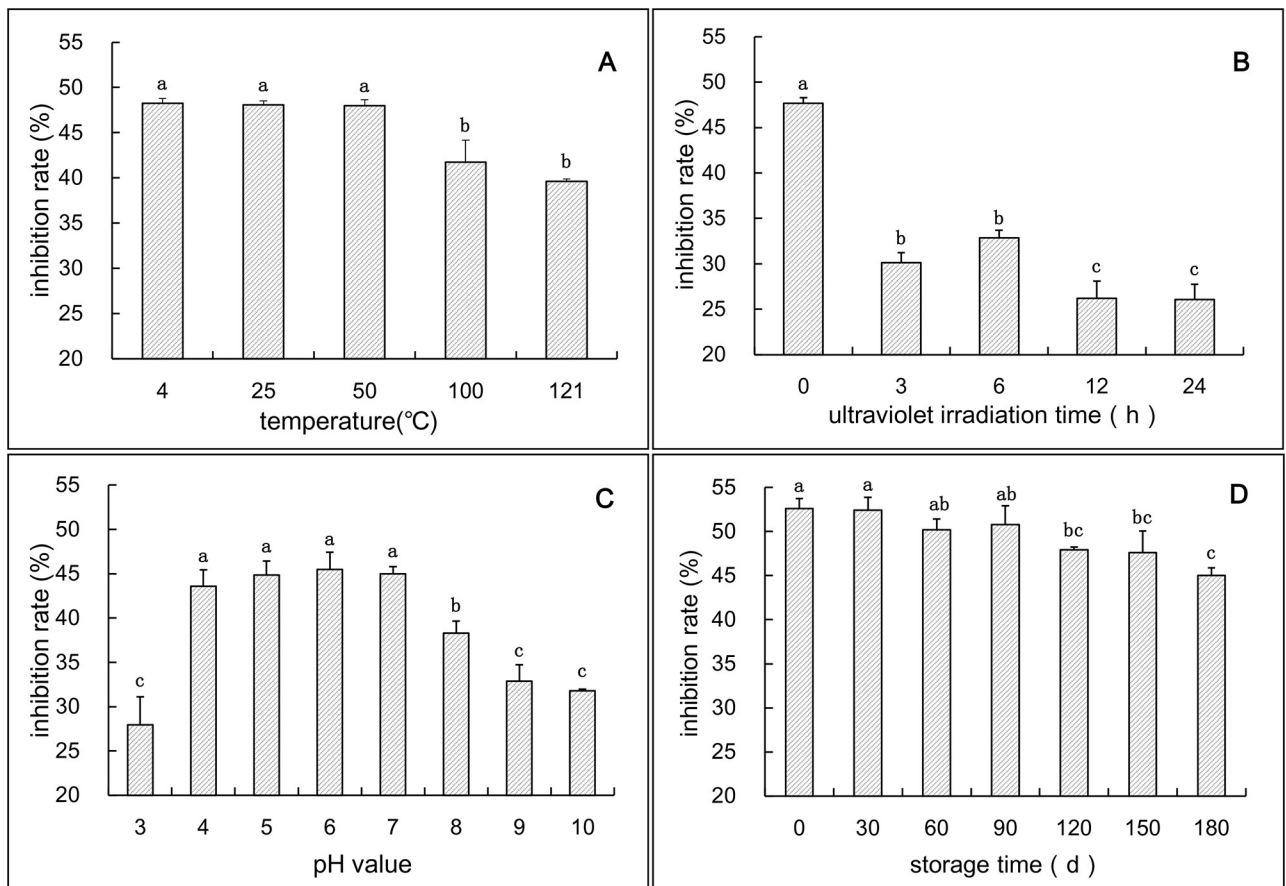 A
inhibition rate (%)
55
50
45
40
35
30
25
20
a a a b b
4 25 50 100 121
temperature(℃)
B
inhibition rate (%)
55
50
45
40
35
30
25
20
a b b c c
0 3 6 12 24
ultraviolet irradiation time ( h )
C
inhibition rate (%)
55
50
45
40
35
30
25
20
c a a a a b c c
3 4 5 6 7 8 9 10
pH value
D
inhibition rate (%)
55
50
45
40
35
30
25
20
a a ab ab bc bc c
0 30 60 90 120 150 180
storage time ( d )